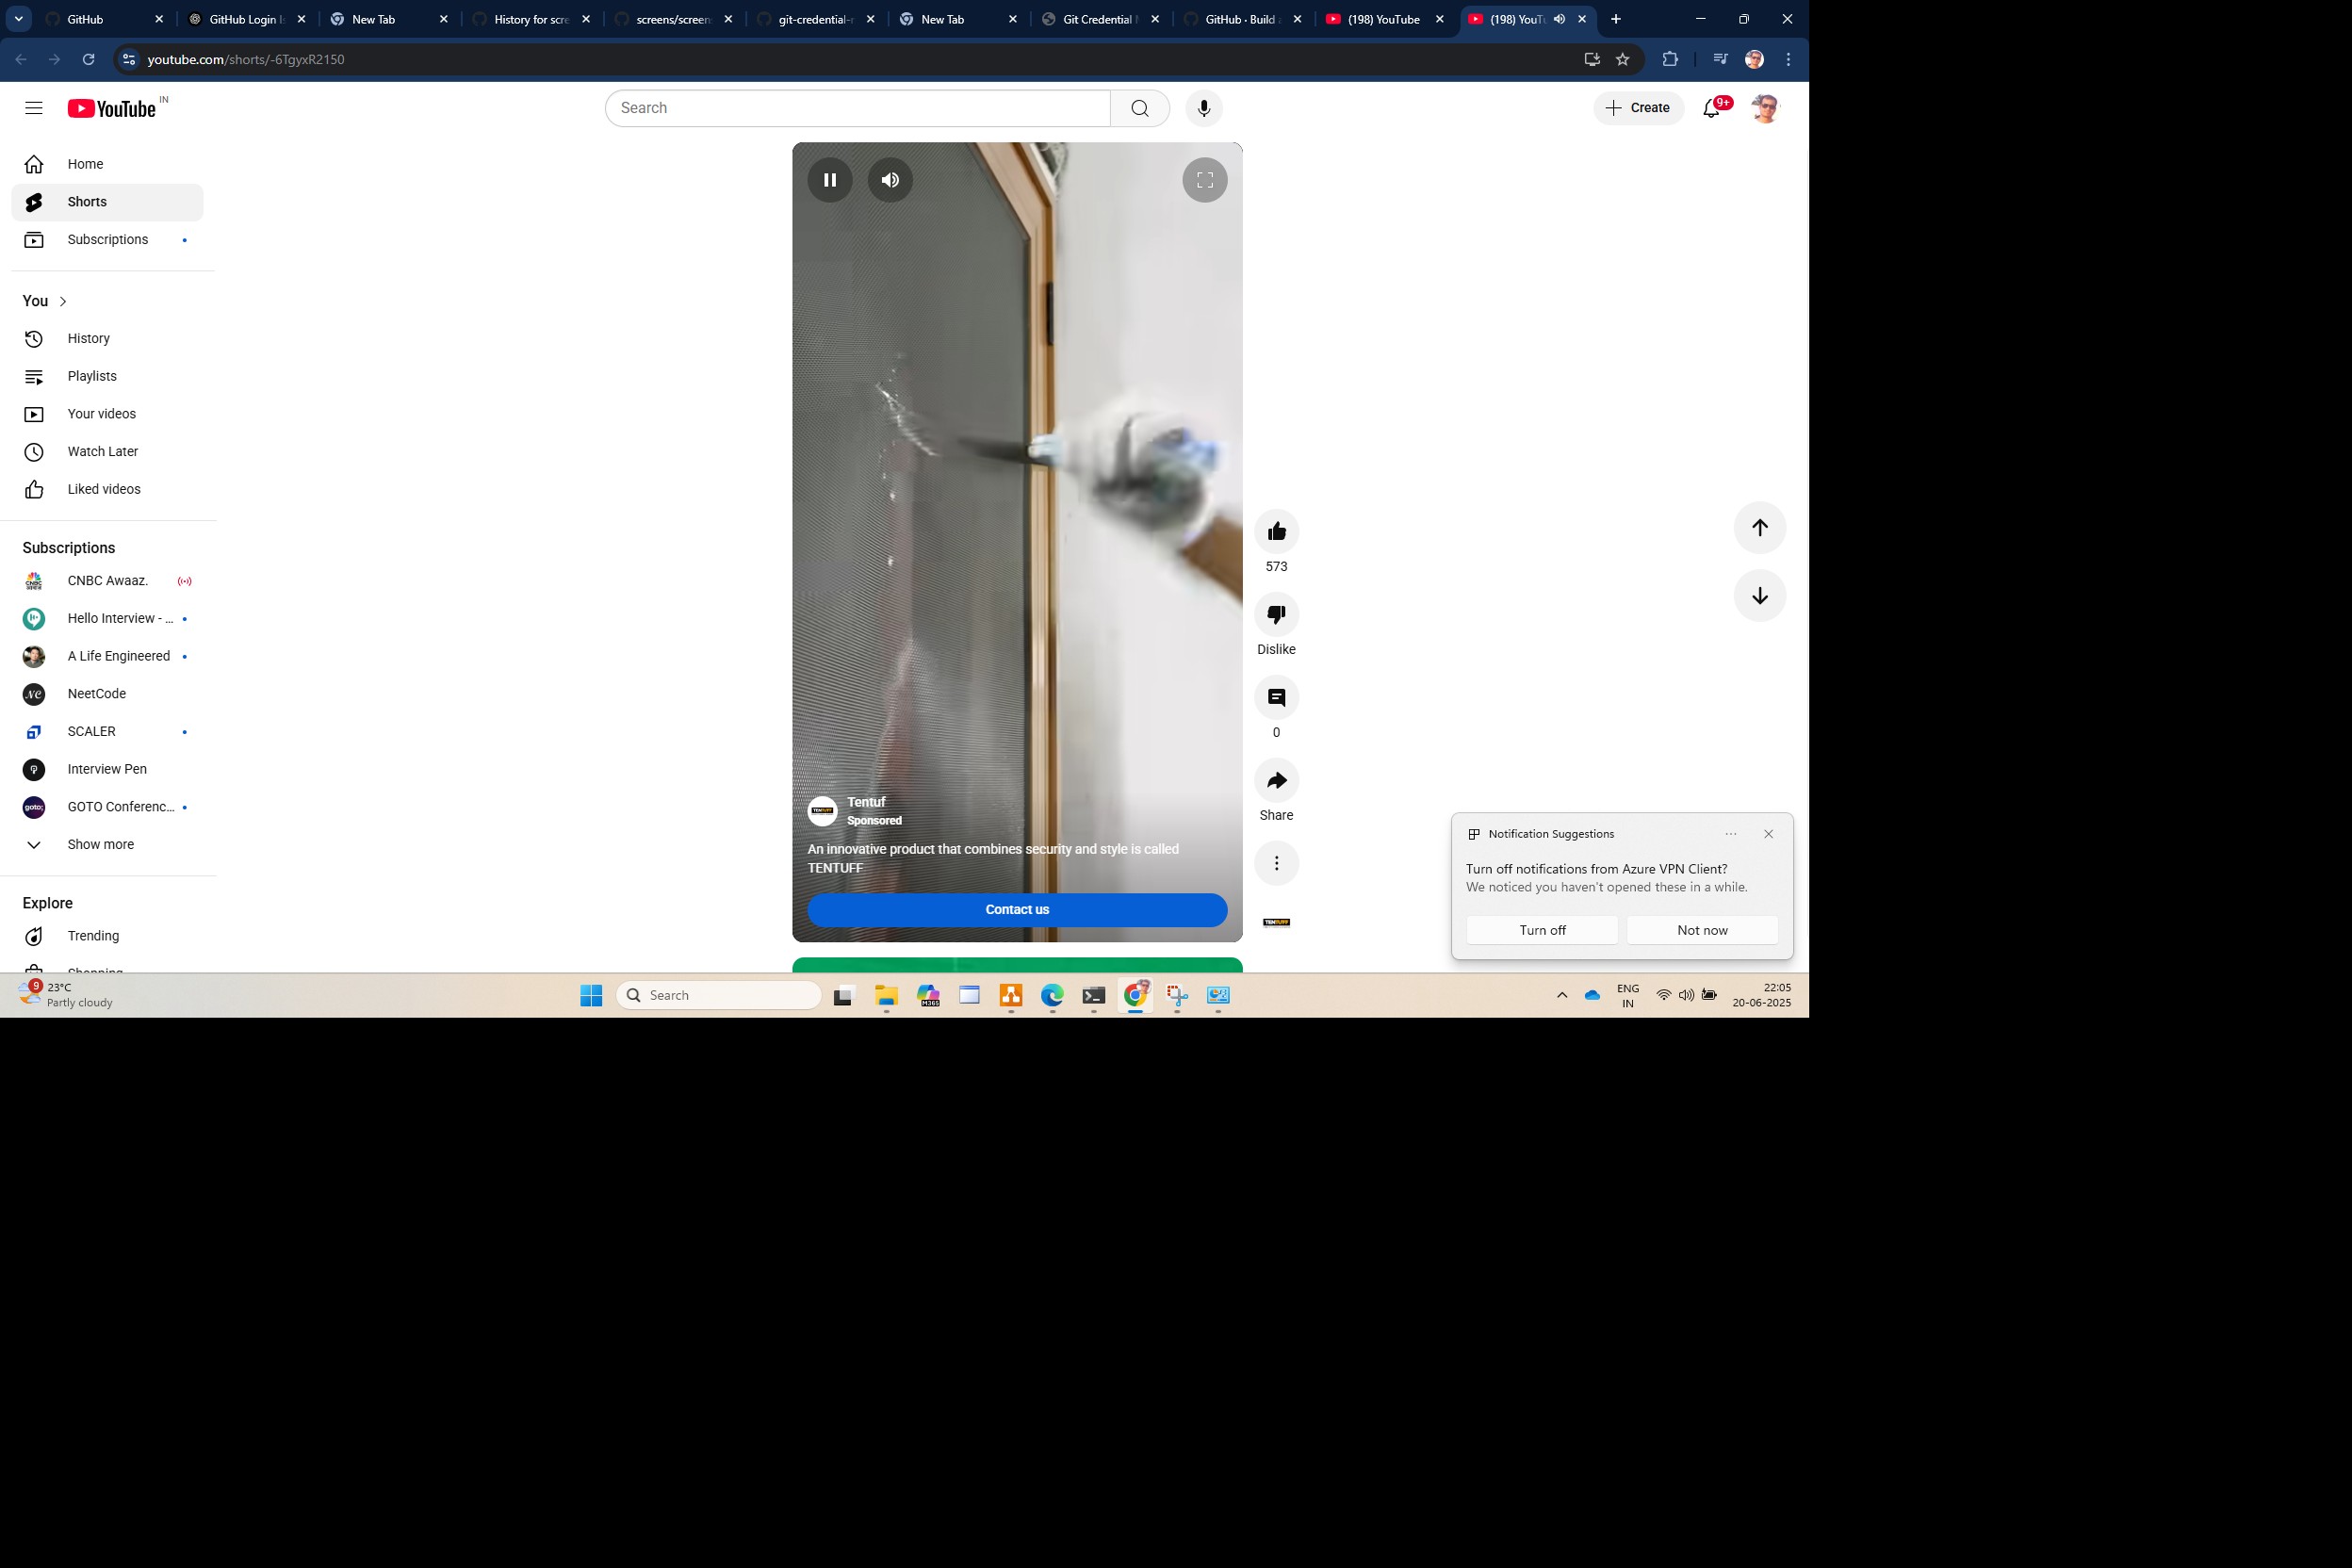 GitHub
GitHub Login
New Tab
History for scre
screens/screen
git-credential-
New Tab
Git Credential
GitHub · Build
(198) YouTube
(198) YouTu
youtube.com/shorts/-6TgyxR2150
YouTube IN
Search
Create
9+
Home
Shorts
Subscriptions
You
History
Playlists
Your videos
Watch Later
Liked videos
Subscriptions
CNBC Awaaz.
Hello Interview - ...
A Life Engineered
NeetCode
SCALER
Interview Pen
GOTO Conferenc...
Show more
Explore
Trending
Shopping
Tentuf
Sponsored
An innovative product that combines security and style is called
TENTUFF
Contact us
573
Dislike
0
Share
TENTUFF
Notification Suggestions
Turn off notifications from Azure VPN Client?
We noticed you haven't opened these in a while.
Turn off
Not now
9
23°C
Partly cloudy
Search
M365
ENG
IN
22:05
20-06-2025